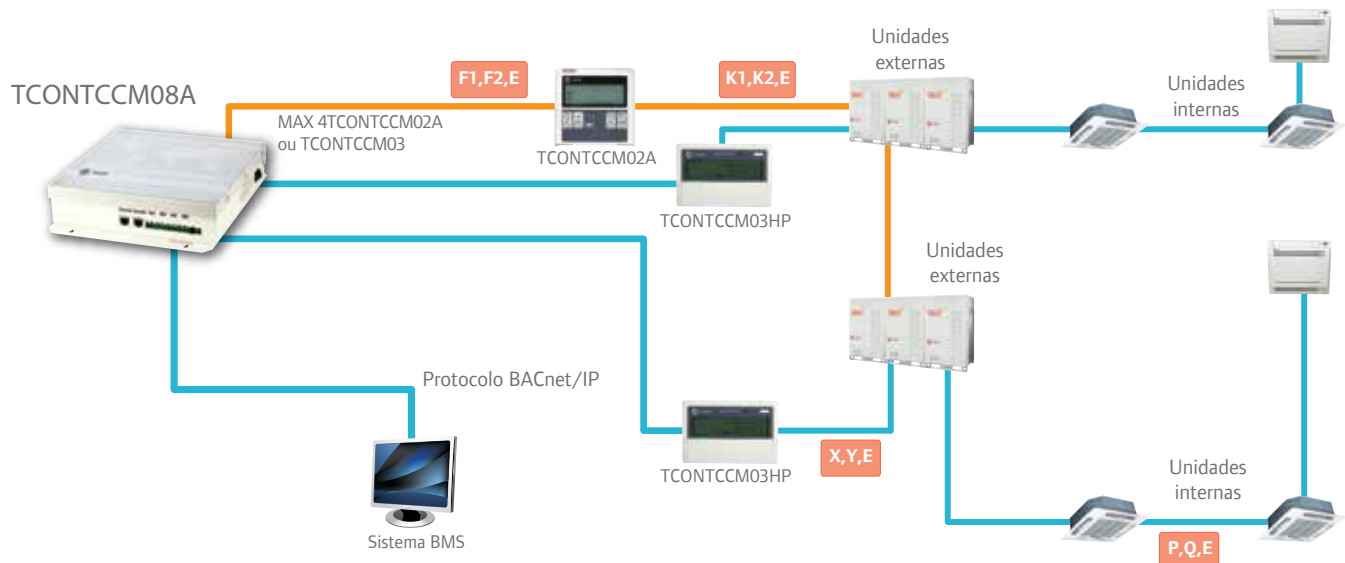 TCONTCCM08A
F1,F2,E
K1,K2,E
MAX 4TCONTCCM02A
ou TCONTCCM03
TCONTCCM02A
TCONTCCM03HP
Unidades
externas
Unidades
internas
Unidades
externas
Protocolo BACnet/IP
Sistema BMS
TCONTCCM03HP
X,Y,E
Unidades
internas
P,Q,E